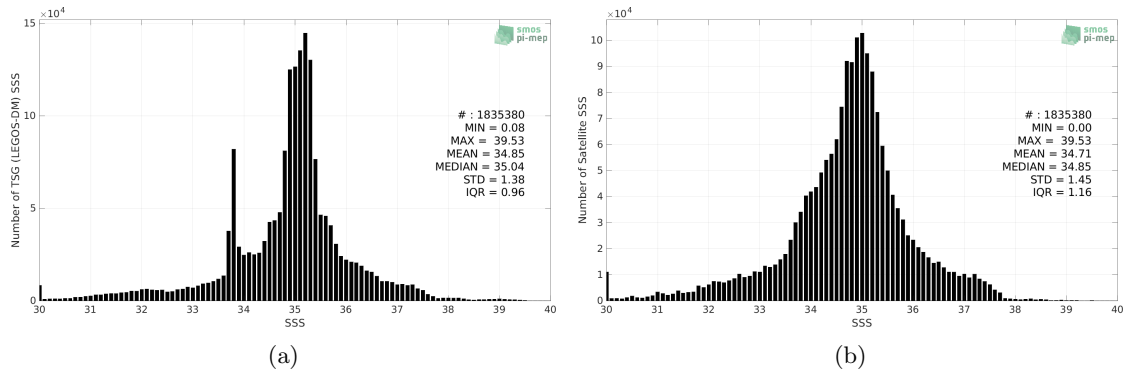 15 ×10⁴
smos
pi-mep
10
5
0
Number of TSG (LEGOS-DM) SSS
# : 1835380
MIN = 0.08
MAX = 39.53
MEAN = 34.85
MEDIAN = 35.04
STD = 1.38
IQR = 0.96
30 31 32 33 34 35 36 37 38 39 40
SSS
(a)
×10⁴
smos
pi-mep
10
9
8
7
6
5
4
3
2
1
0
Number of Satellite SSS
# : 1835380
MIN = 0.00
MAX = 39.53
MEAN = 34.71
MEDIAN = 34.85
STD = 1.45
IQR = 1.16
30 31 32 33 34 35 36 37 38 39 40
SSS
(b)